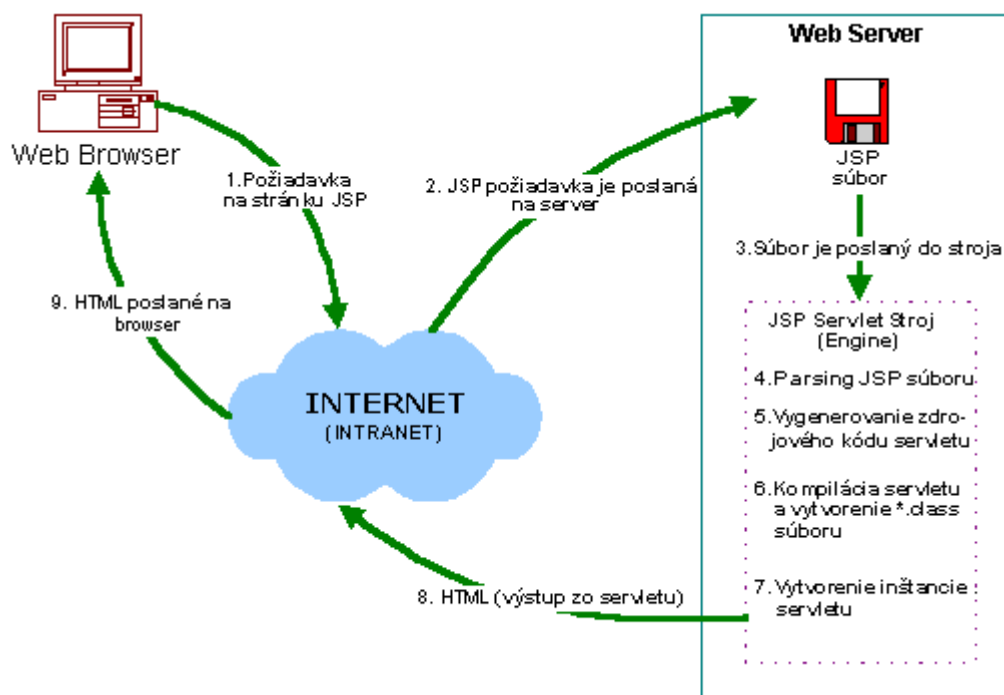 Web Server
Web Browser
JSP
súbor
1.Požiadavka
na stránku JSP
2. JSP požiadavka je poslaná
na server
3.Súbor je poslaný do stroja
9. HTML poslané na
browser
JSP Servlet Stroj
(Engine)
4.Parsing JSP súboru
INTERNET
(INTRANET)
5.Vygenerovanie zdro-
jového kódu servletu
6.Kompilácia servletu
a vytvorenie *.class
súboru
7.Vytvorenie inštancie
servletu
8. HTML (výstup zo servletu)